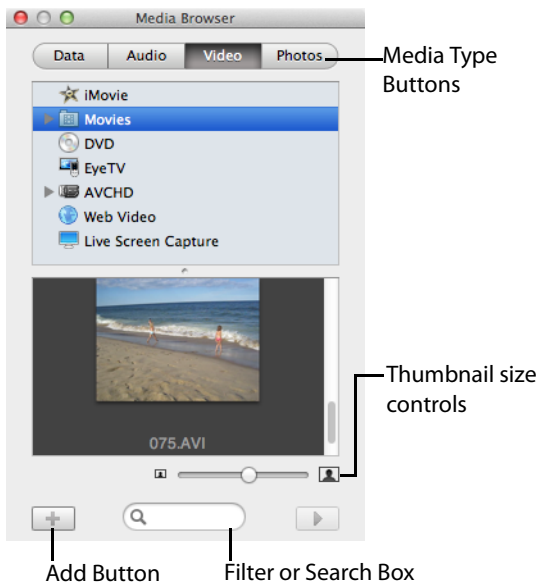 Media Browser
Data Audio Video Photos
Media Type
Buttons
iMovie
Movies
DVD
EyeTV
AVCHD
Web Video
Live Screen Capture
075.AVI
Thumbnail size
controls
Add Button
Filter or Search Box